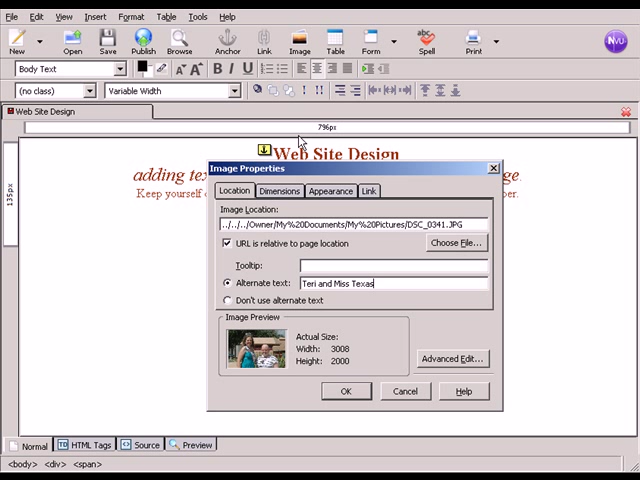 File Edit View Insert Format Table Tools Help
New Open Save Publish Browse Anchor Link Image Table Form Spell Print NVU
Body Text A A B I U
(no class) Variable Width
Web Site Design
796px
135px
Web Site Design
adding tex
ge.
Keep yourself o
per.
Image Properties
Location Dimensions Appearance Link
Image Location:
../../../Owner/My%20Documents/My%20Pictures/DSC_0341.JPG
URL is relative to page location Choose File...
Tooltip:
Alternate text: Teri and Miss Texas
Don't use alternate text
Image Preview
Actual Size:
Width: 3008
Height: 2000
Advanced Edit...
OK Cancel Help
Normal TD HTML Tags Source Preview
<body> <div> <span>